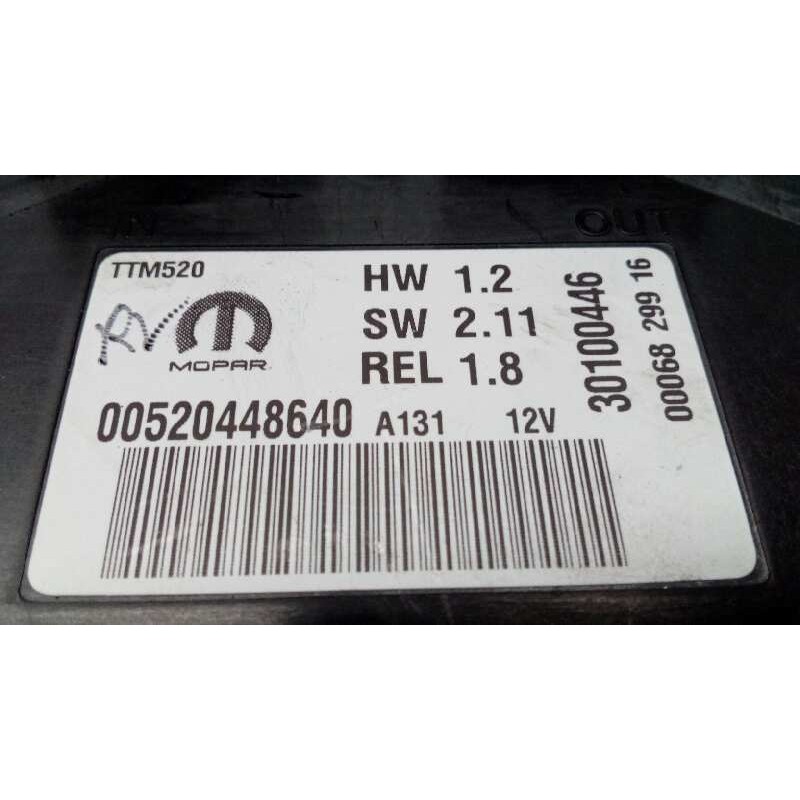 IN
OUT
TTM520
MOPAR
HW 1.2
SW 2.11
REL 1.8
00520448640 A131 12V
30100446
00068 299 16